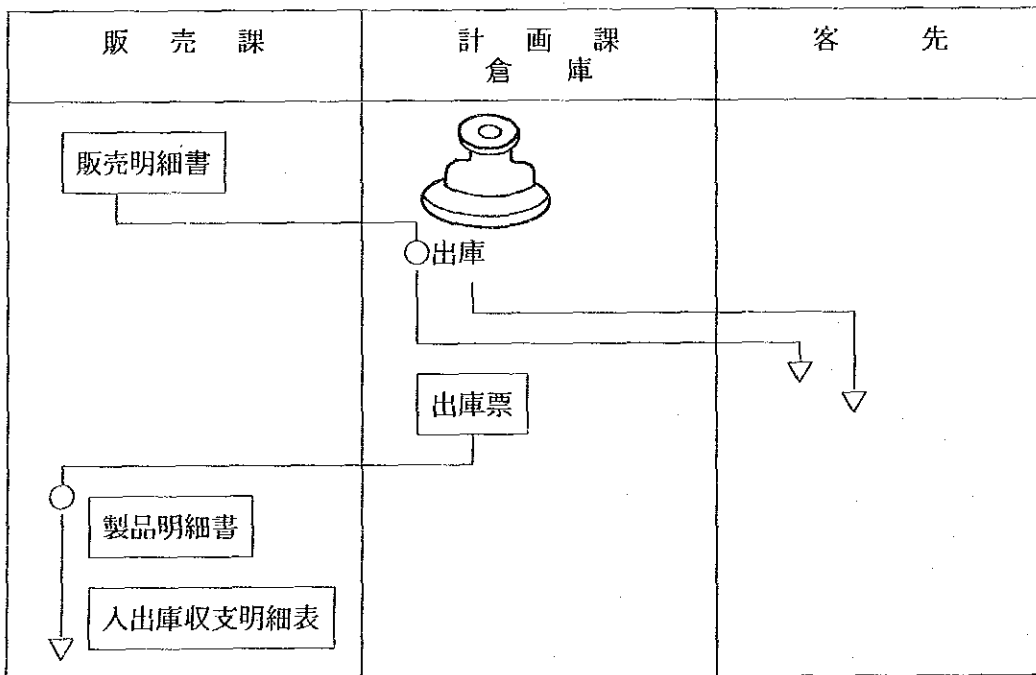 販売課
計画課
倉庫
客先
販売明細書
出庫
出庫票
製品明細書
入出庫収支明細表